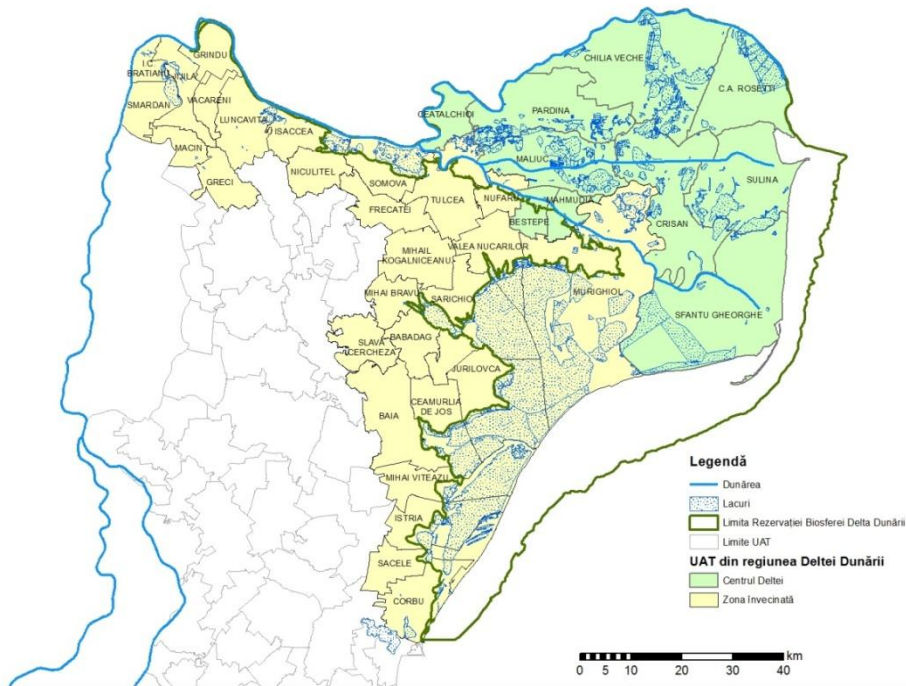 GRINDU
I.C.
BRATIANU
JIJILA
VACARENI
SMARDAN
LUNCAVITA
ISACCEA
MACIN
GRECI
NICULITEL
SOMOVA
FRECATEI
TULCEA
NUFARU
BESTEPE
MAHMUDIA
CEATALCHIOI
PARDINA
CHILIA VECHE
C.A. ROSETTI
MALIUC
SULINA
CRISAN
MIHAIL
KOGALNICEANU
VALEA NUCARILOR
MURIGHIOL
SFANTU GHEORGHE
MIHAI BRAVU
SARICHIOI
SLAVA
CERCHEZA
BABADAG
JURILOVCA
CEAMURLIA
DE JOS
BAIA
MIHAI VITEAZU
ISTRIA
SACELE
CORBU
Legendă
Dunărea
Lacuri
Limita Rezervației Biosferei Delta Dunării
Limite UAT
UAT din regiunea Deltei Dunării
Centrul Deltei
Zona învecinată
km
0 5 10 20 30 40